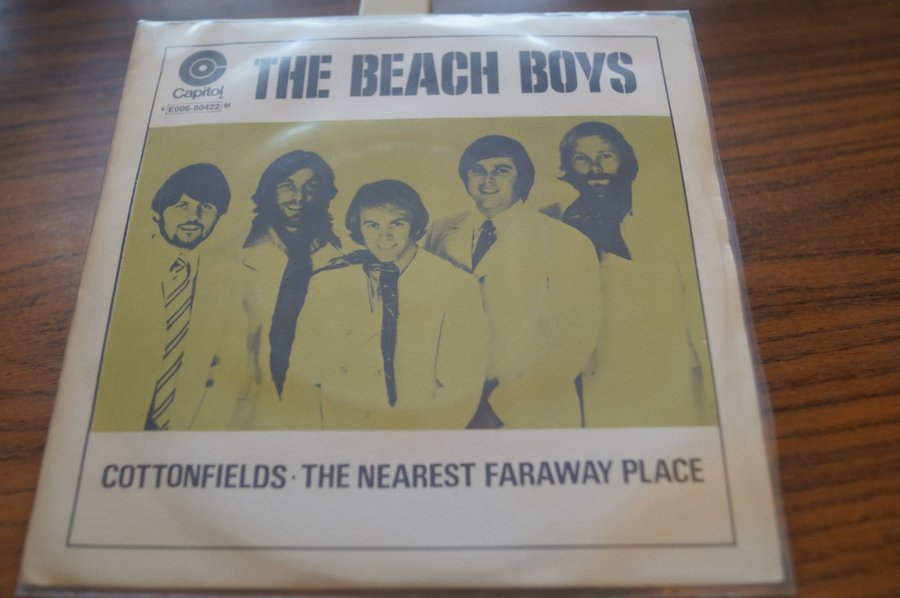 THE BEACH BOYS
Capitol
4 E006-80422 M
COTTONFIELDS · THE NEAREST FARAWAY PLACE